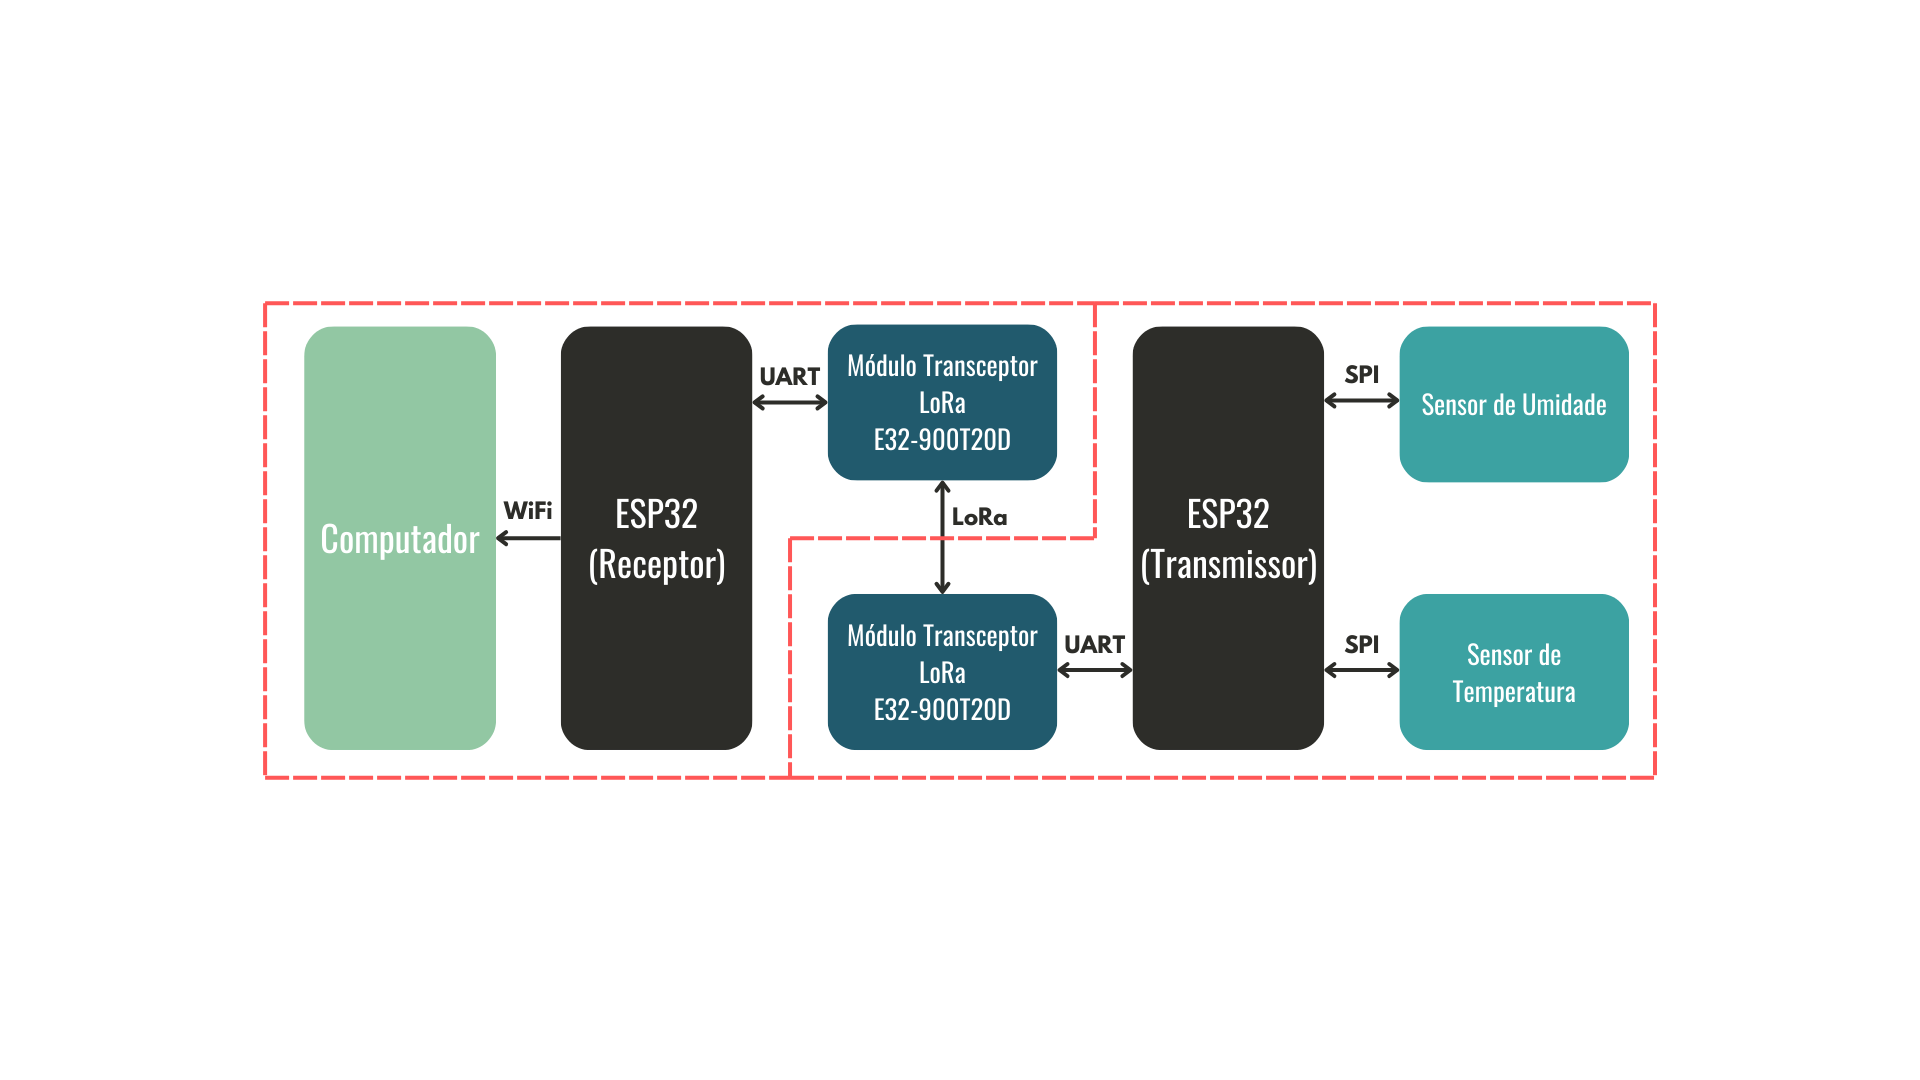 Computador
WiFi
ESP32
(Receptor)
UART
Módulo Transceptor
LoRa
E32-900T20D
LoRa
Módulo Transceptor
LoRa
E32-900T20D
UART
ESP32
(Transmissor)
SPI
Sensor de Umidade
SPI
Sensor de
Temperatura